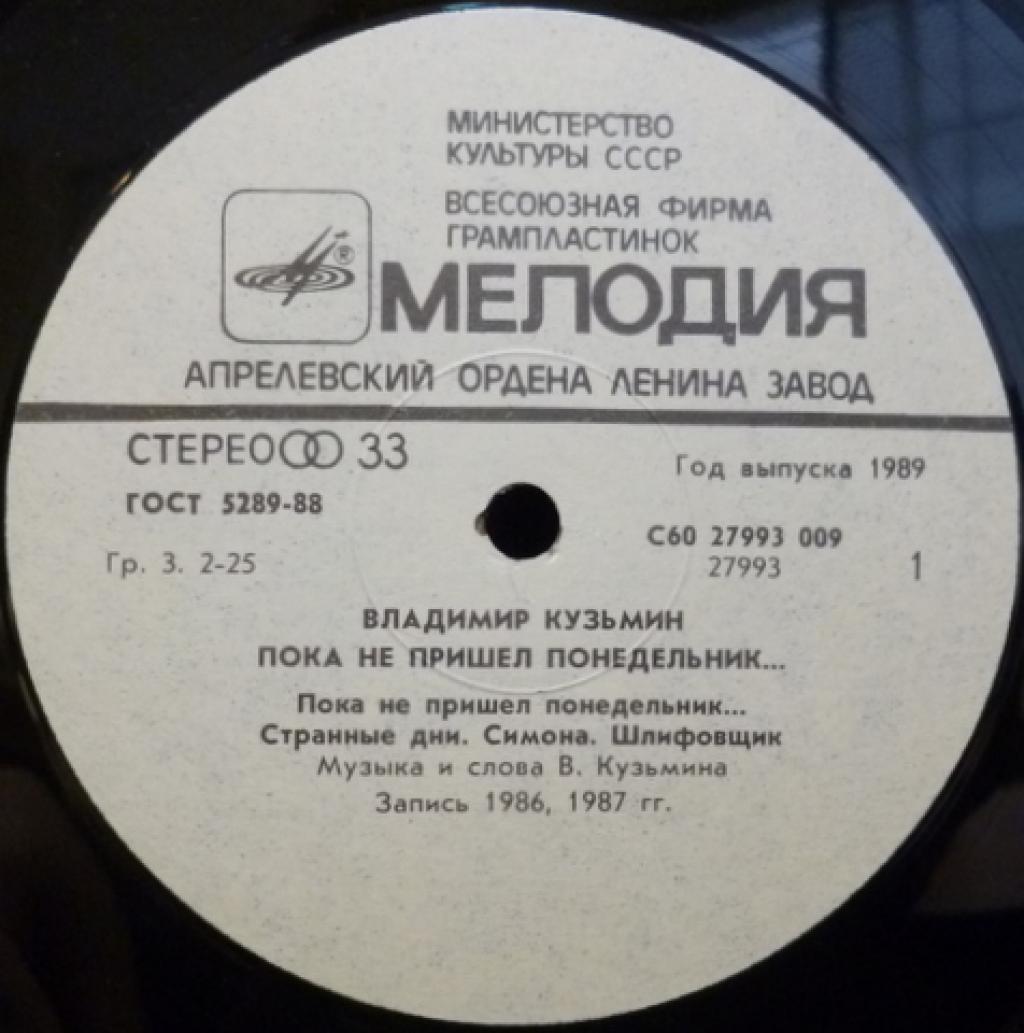 МИНИСТЕРСТВО
КУЛЬТУРЫ СССР
ВСЕСОЮЗНАЯ ФИРМА
ГРАМПЛАСТИНОК
®
МЕЛОДИЯ
АПРЕЛЕВСКИЙ ОРДЕНА ЛЕНИНА ЗАВОД
СТЕРЕО 33
Год выпуска 1989
ГОСТ 5289-88
С60 27993 009
Гр. 3. 2-25
27993 1
ВЛАДИМИР КУЗЬМИН
ПОКА НЕ ПРИШЕЛ ПОНЕДЕЛЬНИК...
Пока не пришел понедельник...
Странные дни. Симона. Шлифовщик
Музыка и слова В. Кузьмина
Запись 1986, 1987 гг.